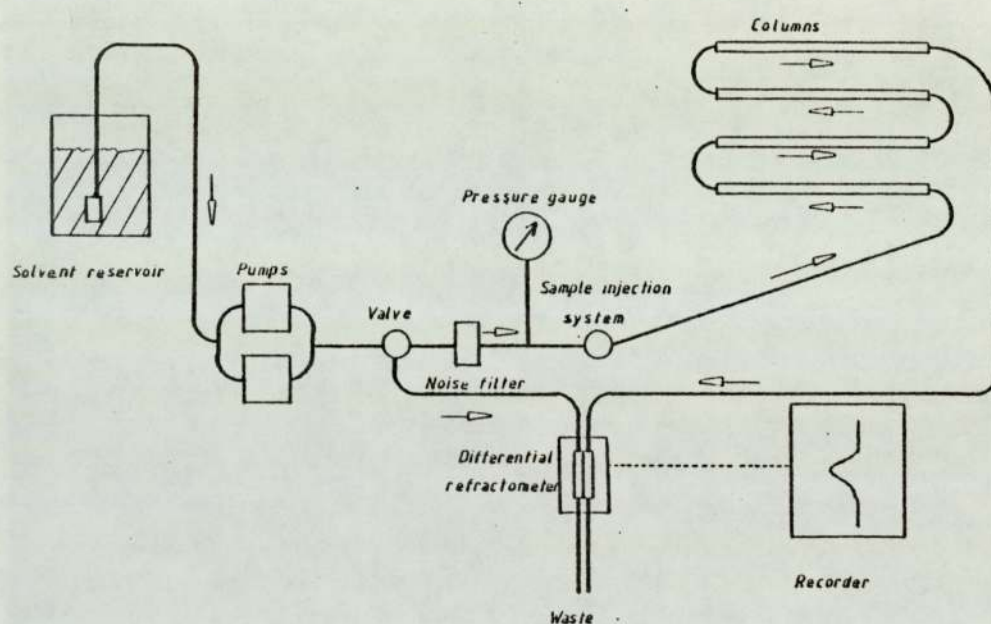 Columns
Pressure gauge
Solvent reservoir
Pumps
Sample injection
system
Valve
Noise filter
Differential
refractometer
Recorder
Waste